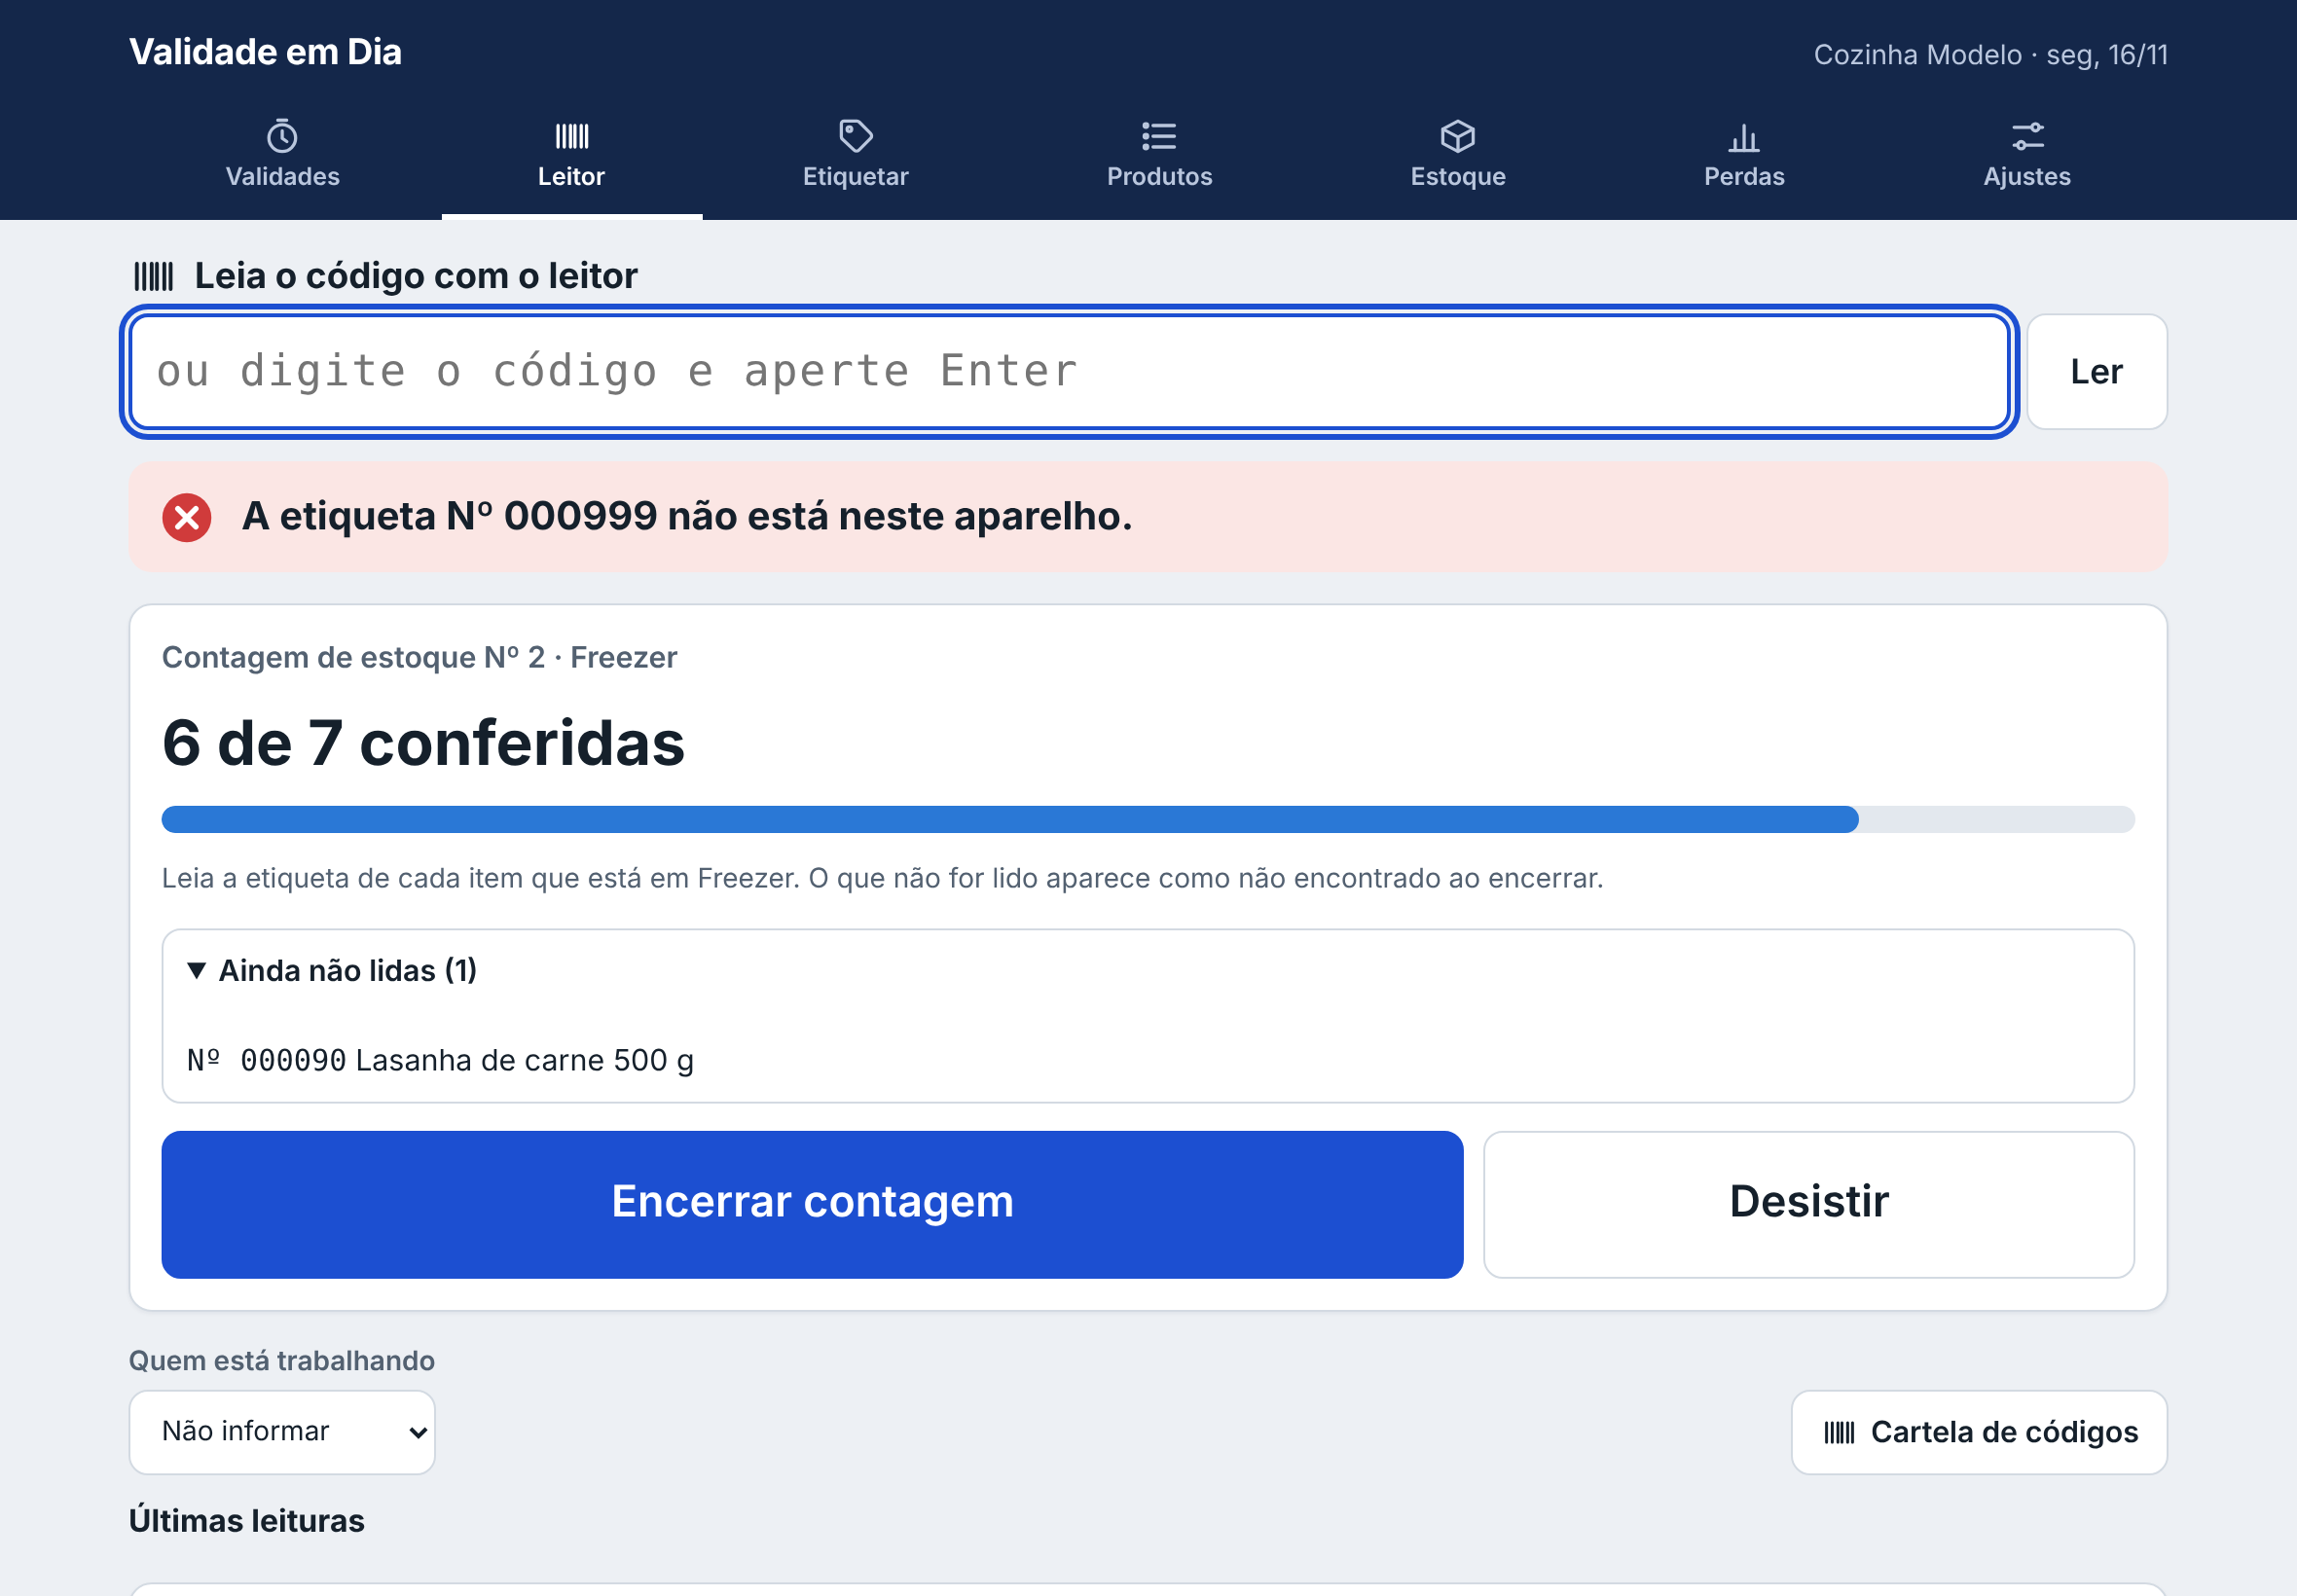 Validade em Dia
Cozinha Modelo · seg, 16/11
Validades
Leitor
Etiquetar
Produtos
Estoque
Perdas
Ajustes
Leia o código com o leitor
ou digite o código e aperte Enter
Ler
A etiqueta Nº 000999 não está neste aparelho.
Contagem de estoque Nº 2 · Freezer
6 de 7 conferidas
Leia a etiqueta de cada item que está em Freezer. O que não for lido aparece como não encontrado ao encerrar.
Ainda não lidas (1)
Nº 000090 Lasanha de carne 500 g
Encerrar contagem
Desistir
Quem está trabalhando
Não informar
Cartela de códigos
Últimas leituras